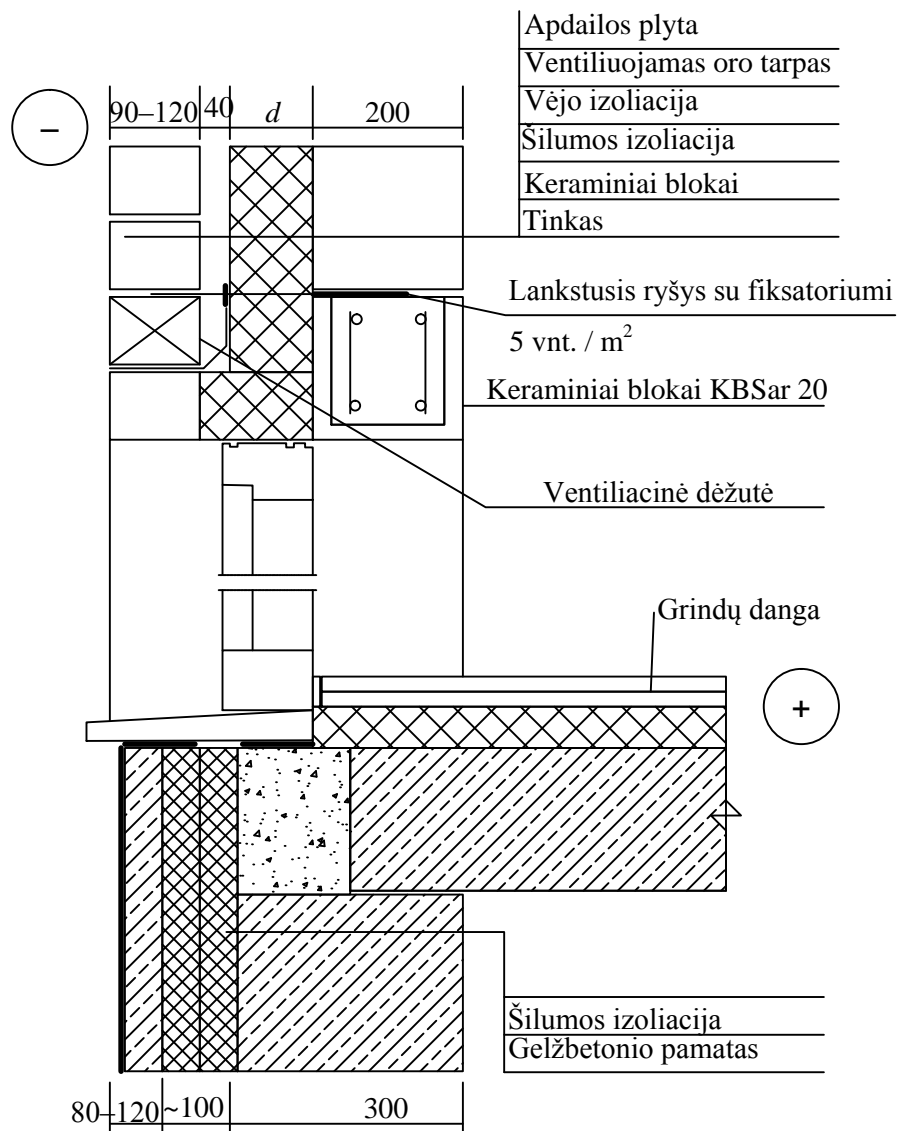 Apdailos plyta
Ventiliuojamas oro tarpas
Vėjo izoliacija
Šilumos izoliacija
Keraminiai blokai
Tinkas
90–120 40 d 200
–
Lankstusis ryšys su fiksatoriumi
5 vnt. / m²
Keraminiai blokai KBSar 20
Ventiliacinė dėžutė
Grindų danga
+
Šilumos izoliacija
Gelžbetonio pamatas
80–120 ~100 300